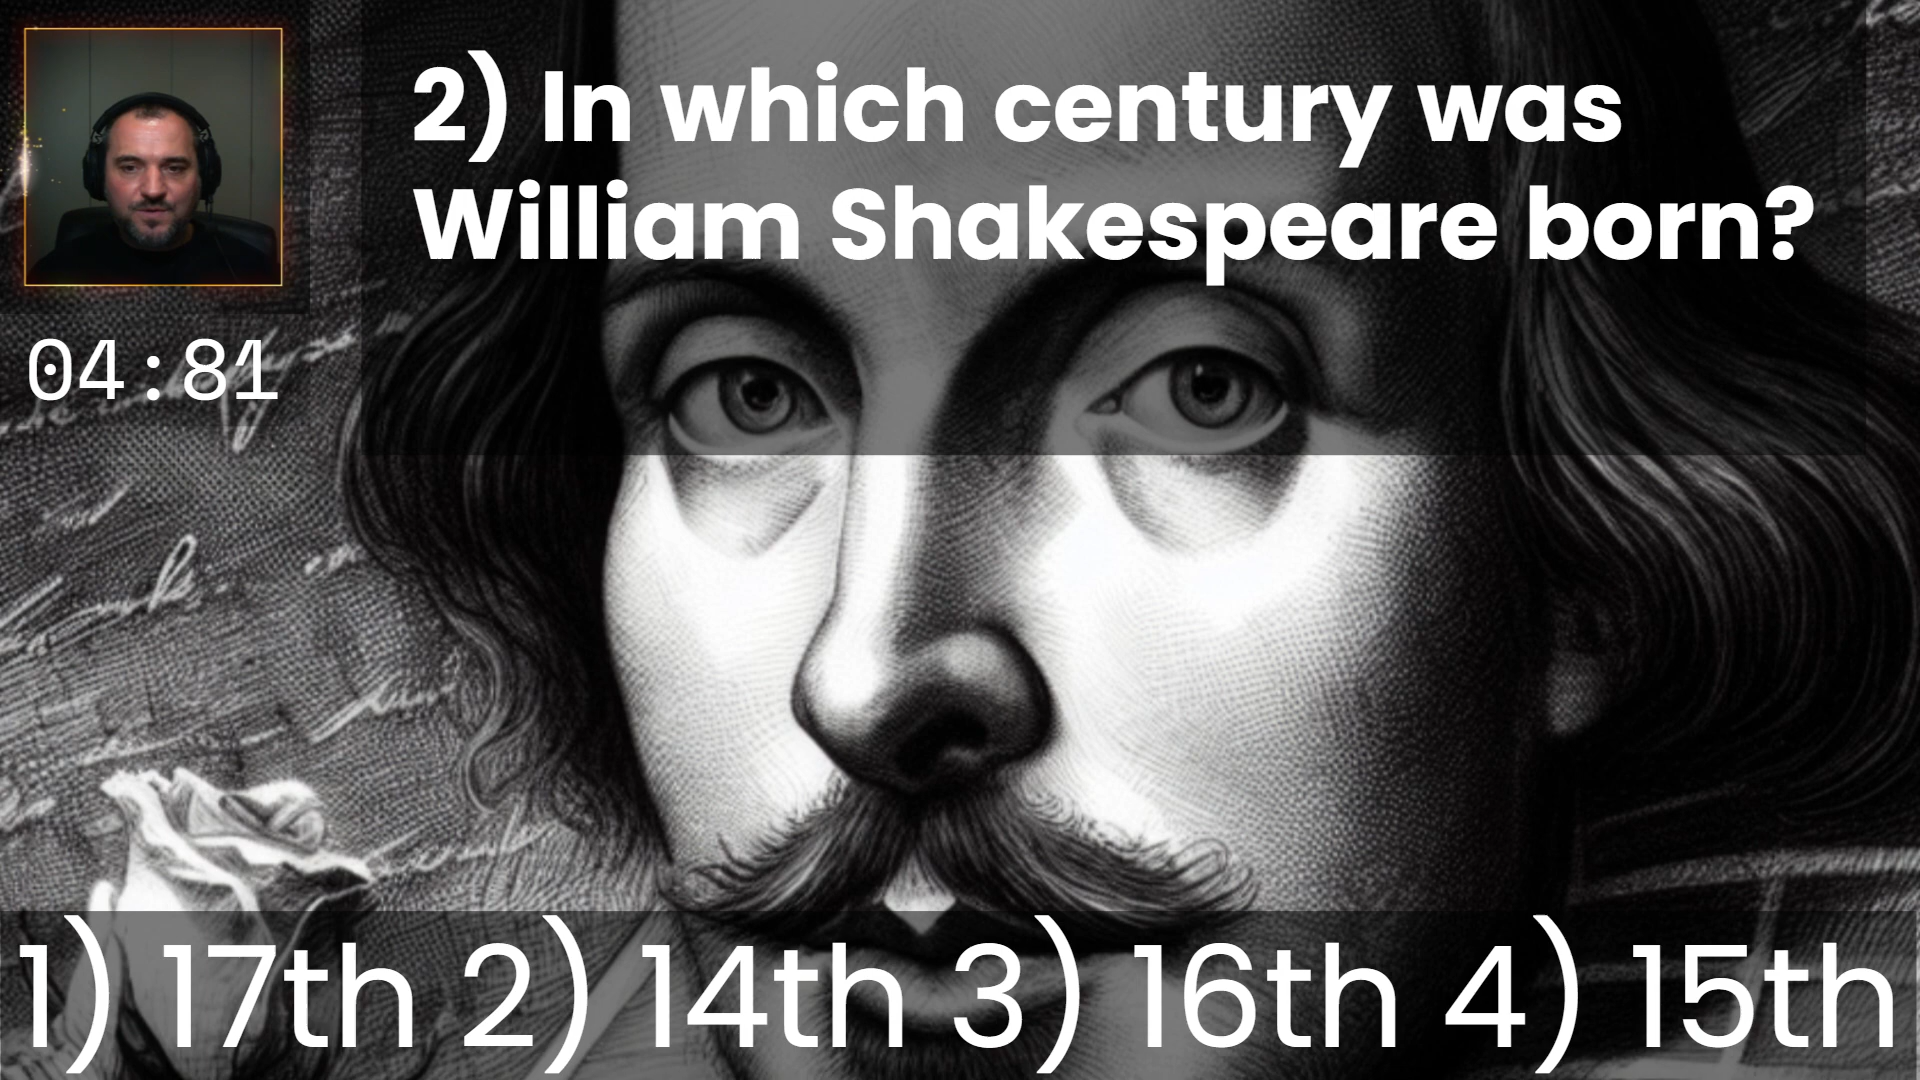 2) In which century was
William Shakespeare born?
04:81
1) 17th 2) 14th 3) 16th 4) 15th